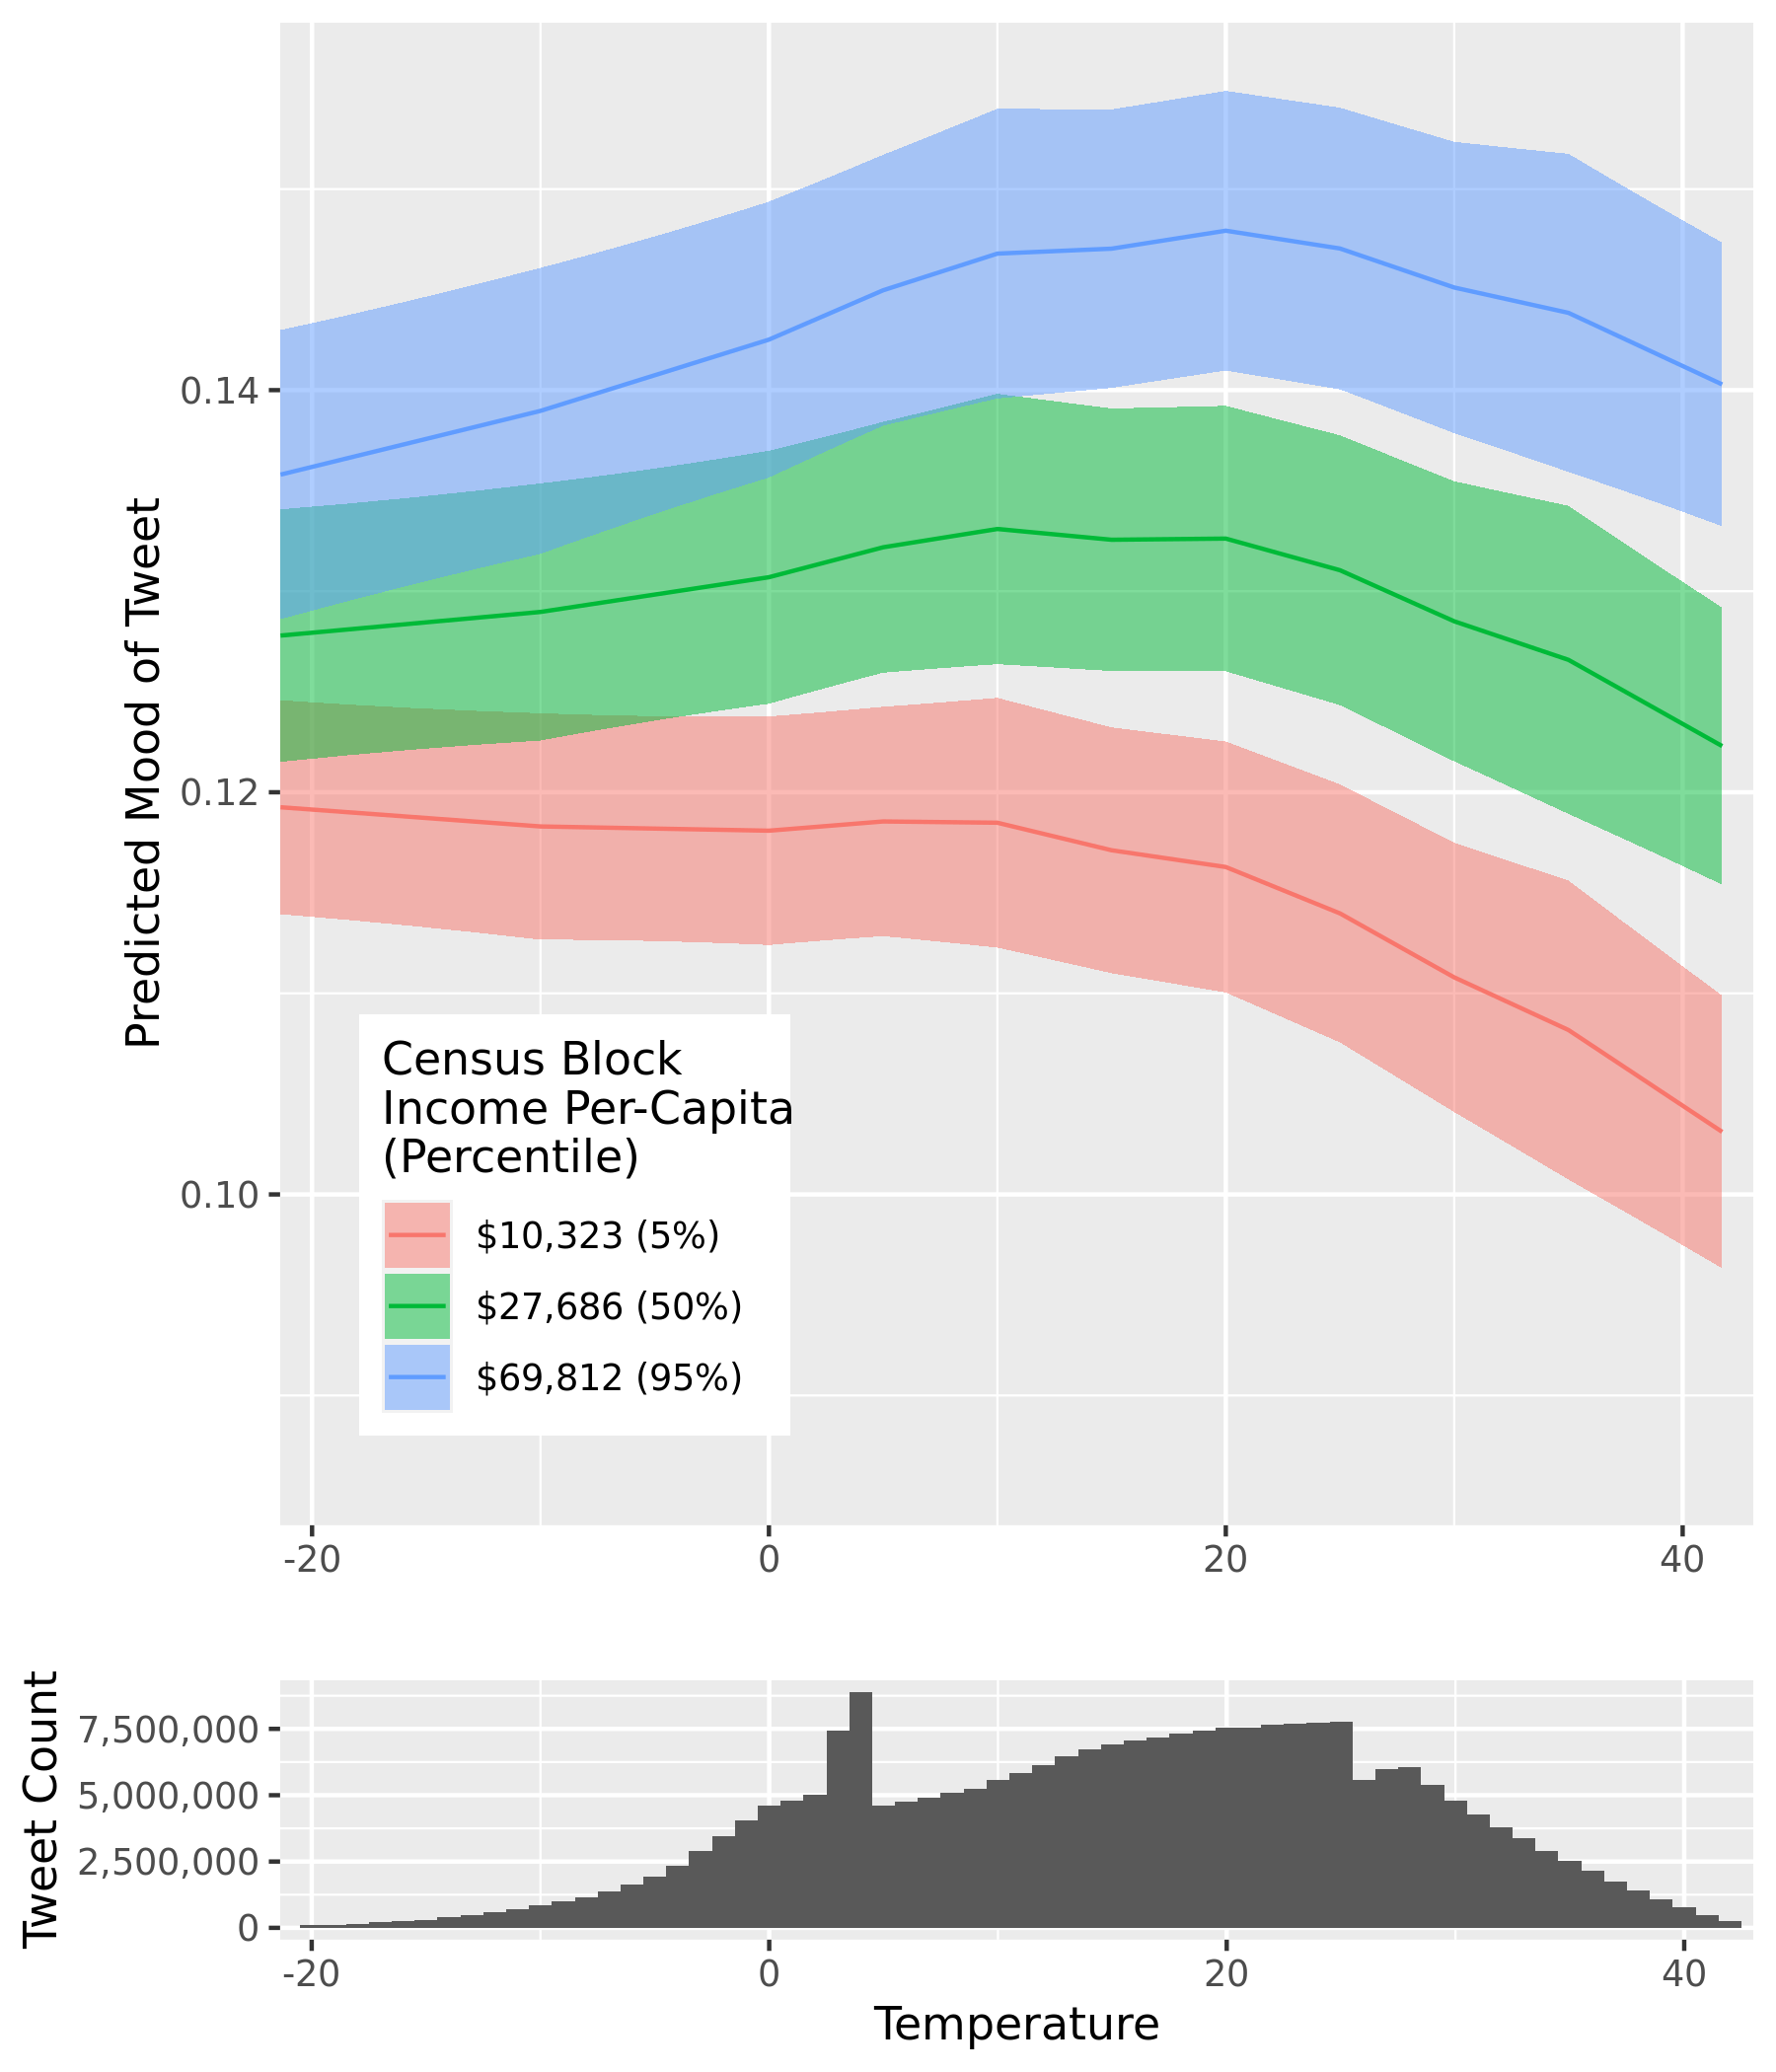 Predicted Mood of Tweet
0.14
0.12
0.10
Census Block
Income Per-Capita
(Percentile)
$10,323 (5%)
$27,686 (50%)
$69,812 (95%)
-20 0 20 40
Tweet Count
7,500,000
5,000,000
2,500,000
0
-20 0 20 40
Temperature